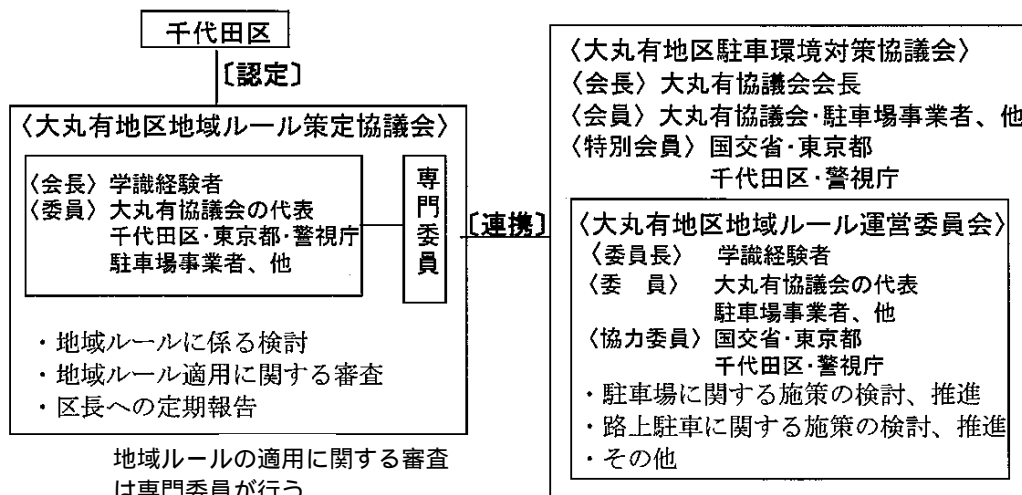 千代田区
〔認定〕
〈大丸有地区地域ルール策定協議会〉
〈会長〉学識経験者
〈委員〉大丸有協議会の代表
千代田区・東京都・警視庁
駐車場事業者、他
専門委員
・地域ルールに係る検討
・地域ルール適用に関する審査
・区長への定期報告
地域ルールの適用に関する審査
は専門委員が行う
〔連携〕
〈大丸有地区駐車環境対策協議会〉
〈会長〉大丸有協議会会長
〈会員〉大丸有協議会・駐車場事業者、他
〈特別会員〉国交省・東京都
千代田区・警視庁
〈大丸有地区地域ルール運営委員会〉
〈委員長〉 学識経験者
〈委 員〉 大丸有協議会の代表
駐車場事業者、他
〈協力委員〉国交省・東京都
千代田区・警視庁
・駐車場に関する施策の検討、推進
・路上駐車に関する施策の検討、推進
・その他